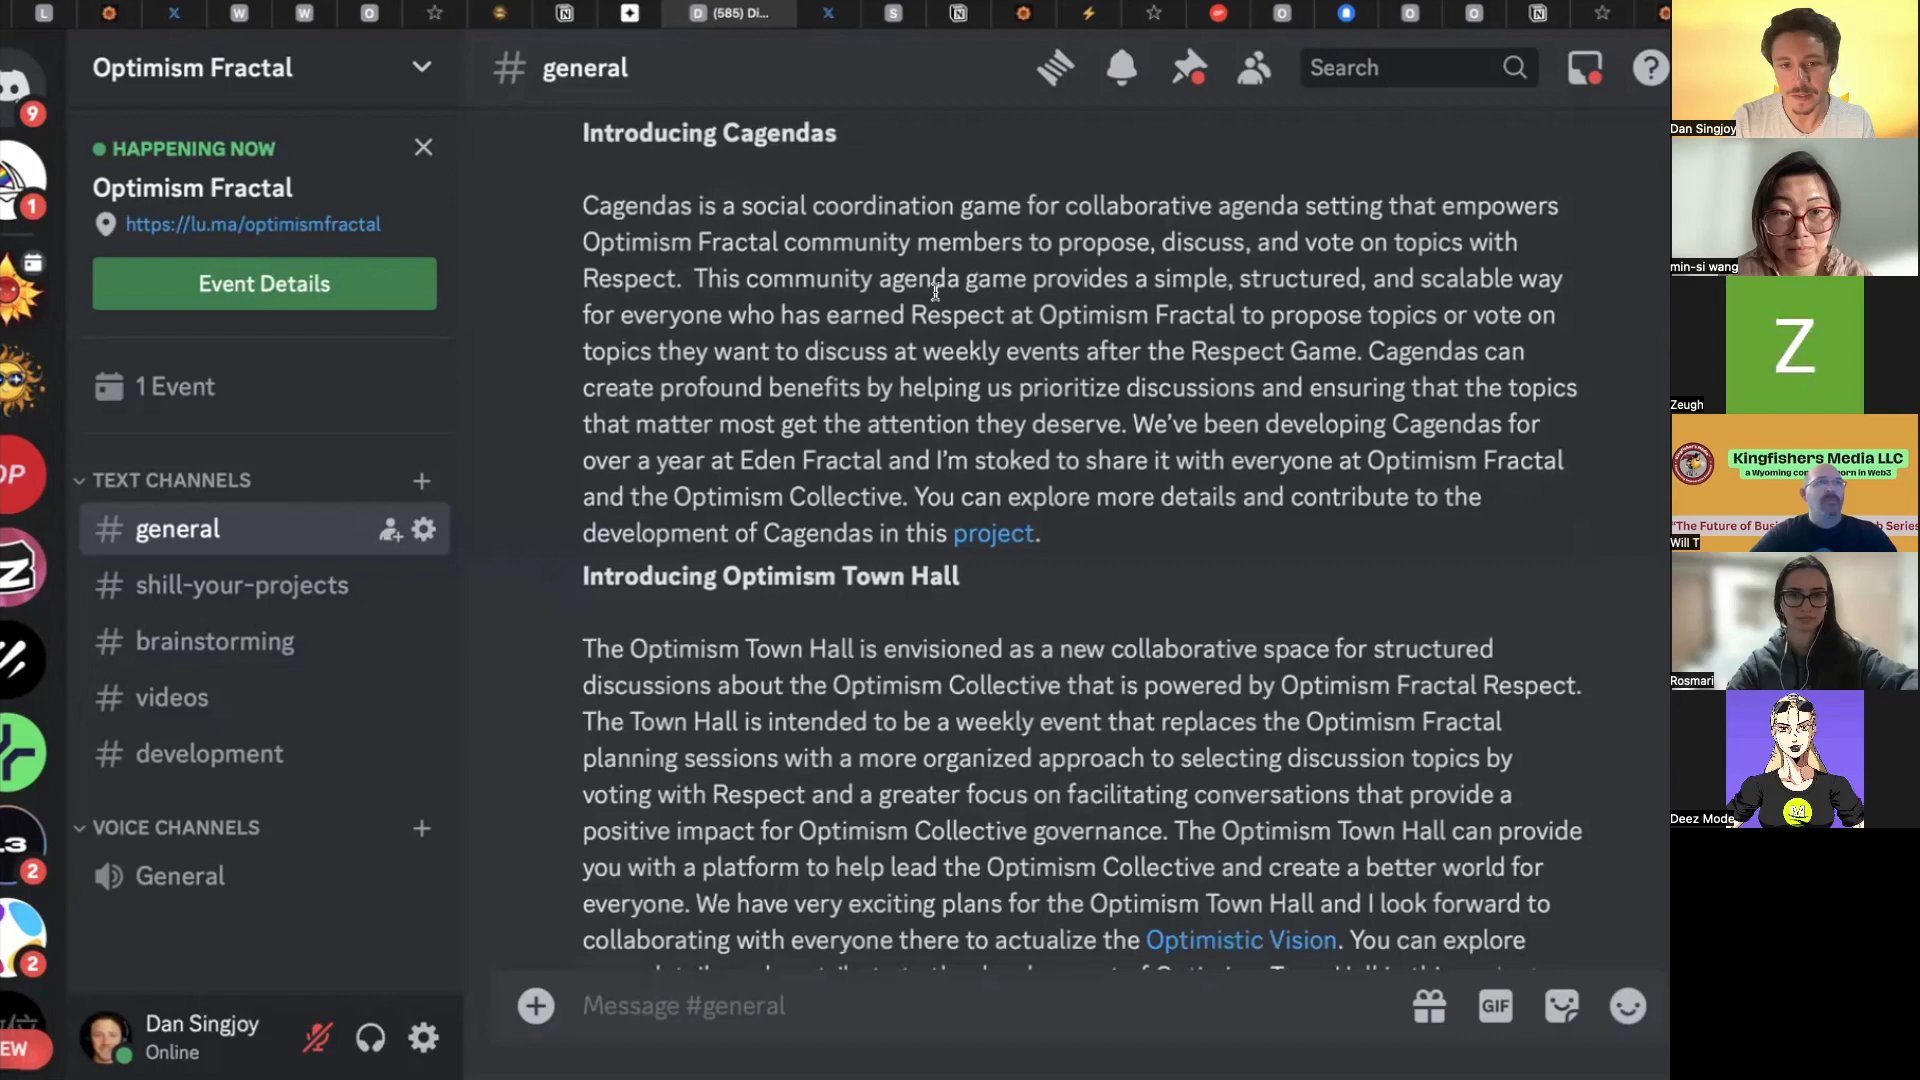 L
X
W
W
O
D (585) Di...
X
S
O
O
O
Optimism Fractal
general
Search
?
9
1
HAPPENING NOW
Optimism Fractal
https://lu.ma/optimismfractal
Event Details
1 Event
TEXT CHANNELS
general
shill-your-projects
brainstorming
videos
development
VOICE CHANNELS
General
2
2
EW
Dan Singjoy
Online
Introducing Cagendas
Cagendas is a social coordination game for collaborative agenda setting that empowers
Optimism Fractal community members to propose, discuss, and vote on topics with
Respect. This community agenda game provides a simple, structured, and scalable way
for everyone who has earned Respect at Optimism Fractal to propose topics or vote on
topics they want to discuss at weekly events after the Respect Game. Cagendas can
create profound benefits by helping us prioritize discussions and ensuring that the topics
that matter most get the attention they deserve. We’ve been developing Cagendas for
over a year at Eden Fractal and I’m stoked to share it with everyone at Optimism Fractal
and the Optimism Collective. You can explore more details and contribute to the
development of Cagendas in this project.
Introducing Optimism Town Hall
The Optimism Town Hall is envisioned as a new collaborative space for structured
discussions about the Optimism Collective that is powered by Optimism Fractal Respect.
The Town Hall is intended to be a weekly event that replaces the Optimism Fractal
planning sessions with a more organized approach to selecting discussion topics by
voting with Respect and a greater focus on facilitating conversations that provide a
positive impact for Optimism Collective governance. The Optimism Town Hall can provide
you with a platform to help lead the Optimism Collective and create a better world for
everyone. We have very exciting plans for the Optimism Town Hall and I look forward to
collaborating with everyone there to actualize the Optimistic Vision. You can explore
Message #general
GIF
Dan Singjoy
min-si wang
Z
Zeugh
Kingfishers Media LLC
"The Future of Busi
b Series
Will T
Rosmari
Deez Mode